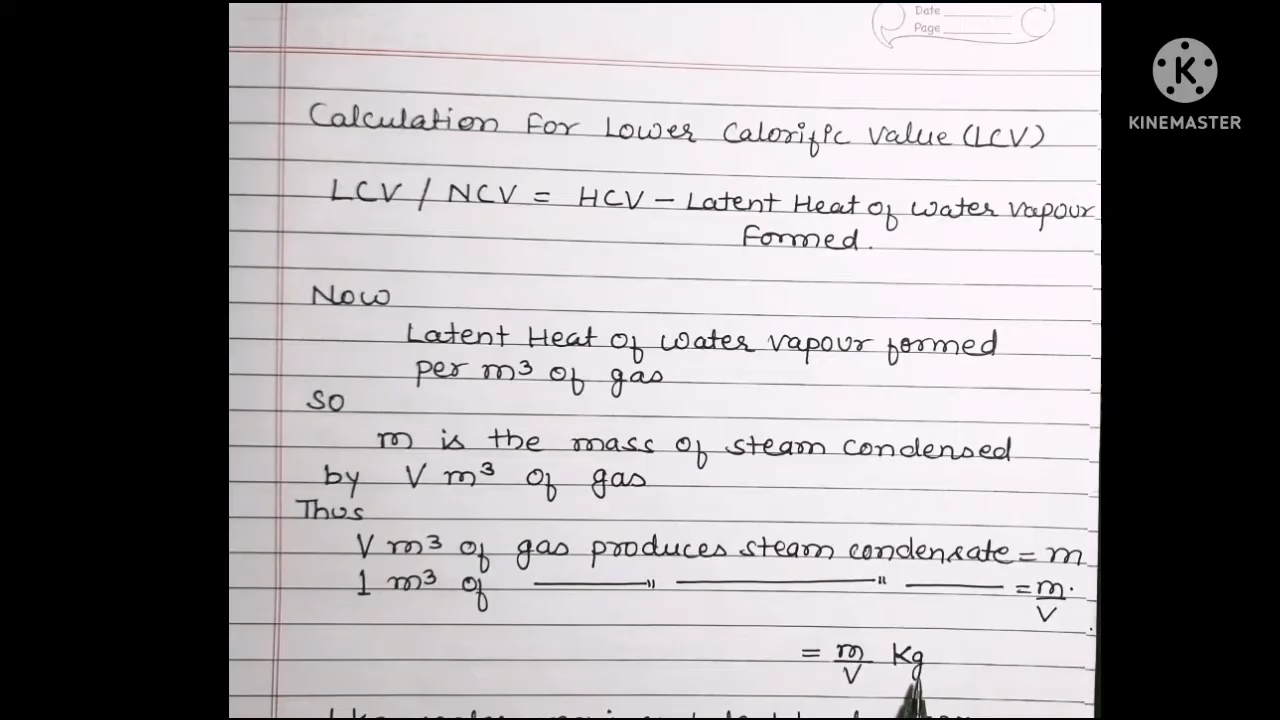 Date
Page
K
KINEMASTER
Calculation For Lower Calorific Value (LCV)
LCV / NCV = HCV - Latent Heat of water vapour
formed.
Now
Latent Heat of water vapour formed
per m³ of gas
So
m is the mass of steam condensed
by V m³ of gas
Thus
V m³ of gas produces steam condensate = m
1 m³ of —" —" — = m/V
= m/V Kg